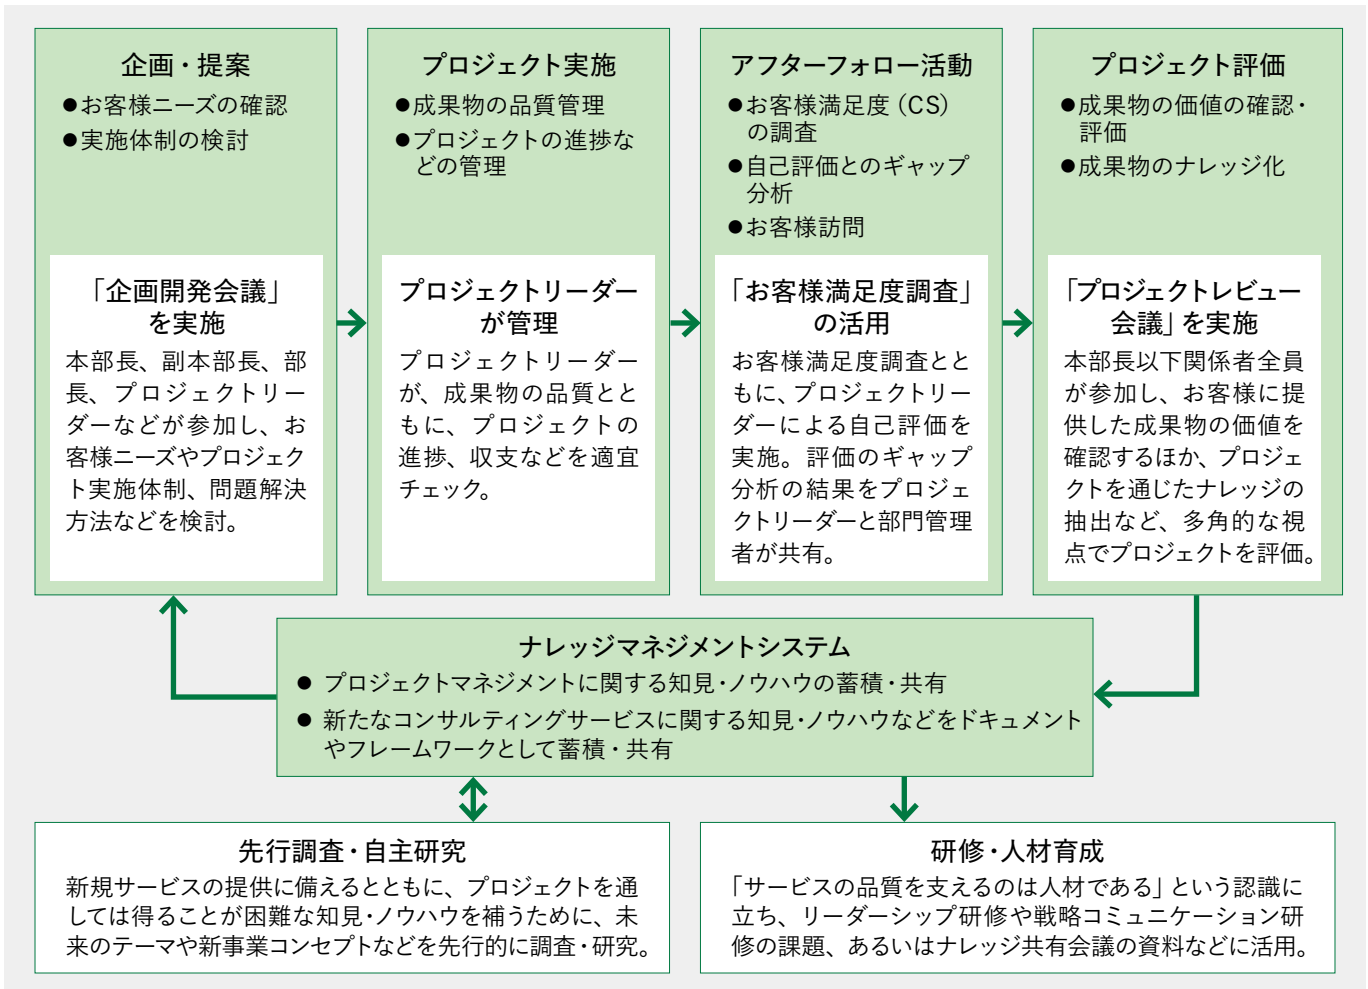 企画・提案
●お客様ニーズの確認
●実施体制の検討
「企画開発会議」
を実施
本部長、副本部長、部
長、プロジェクトリー
ダーなどが参加し、お
客様ニーズやプロジェク
ト実施体制、問題解決
方法などを検討。
プロジェクト実施
●成果物の品質管理
●プロジェクトの進捗な
どの管理
プロジェクトリーダー
が管理
プロジェクトリーダー
が、成果物の品質とと
もに、プロジェクトの
進捗、収支などを適宜
チェック。
アフターフォロー活動
●お客様満足度（CS）
の調査
●自己評価とのギャップ
分析
●お客様訪問
「お客様満足度調査」
の活用
お客様満足度調査とと
もに、プロジェクトリー
ダーによる自己評価を
実施。評価のギャップ
分析の結果をプロジェ
クトリーダーと部門管理
者が共有。
プロジェクト評価
●成果物の価値の確認・
評価
●成果物のナレッジ化
「プロジェクトレビュー
会議」を実施
本部長以下関係者全員
が参加し、お客様に提
供した成果物の価値を
確認するほか、プロジェ
クトを通じたナレッジの
抽出など、多角的な視
点でプロジェクトを評価。
ナレッジマネジメントシステム
● プロジェクトマネジメントに関する知見・ノウハウの蓄積・共有
● 新たなコンサルティングサービスに関する知見・ノウハウなどをドキュメント
やフレームワークとして蓄積・共有
先行調査・自主研究
新規サービスの提供に備えるとともに、プロジェクトを通
しては得ることが困難な知見・ノウハウを補うために、未
来のテーマや新事業コンセプトなどを先行的に調査・研究。
研修・人材育成
「サービスの品質を支えるのは人材である」という認識に
立ち、リーダーシップ研修や戦略コミュニケーション研
修の課題、あるいはナレッジ共有会議の資料などに活用。